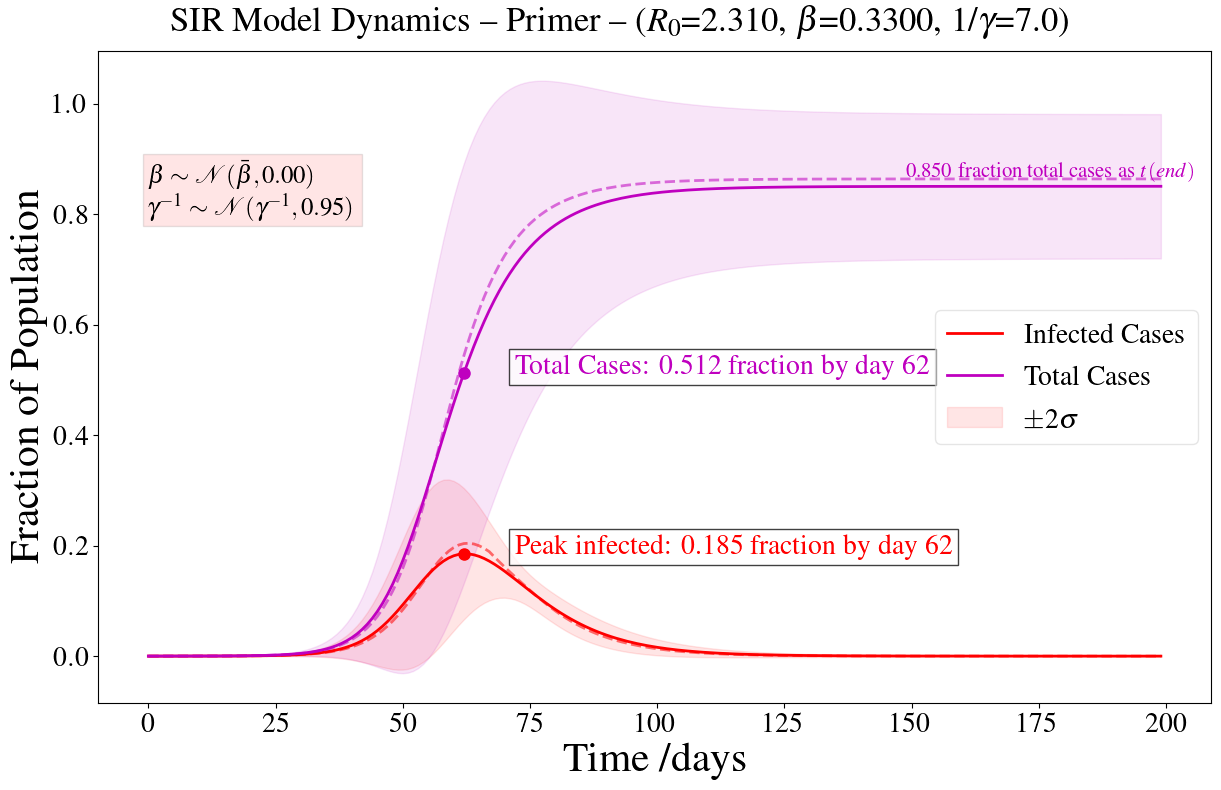 SIR Model Dynamics – Primer – (R₀=2.310, β=0.3300, 1/γ=7.0)
Fraction of Population
1.0
0.8
0.6
0.4
0.2
0.0
β ∼ 𝒩(β̄, 0.00)
γ⁻¹ ∼ 𝒩(γ⁻¹, 0.95)
0.850 fraction total cases as t(end)
Infected Cases
Total Cases
±2σ
Total Cases: 0.512 fraction by day 62
Peak infected: 0.185 fraction by day 62
0 25 50 75 100 125 150 175 200
Time /days